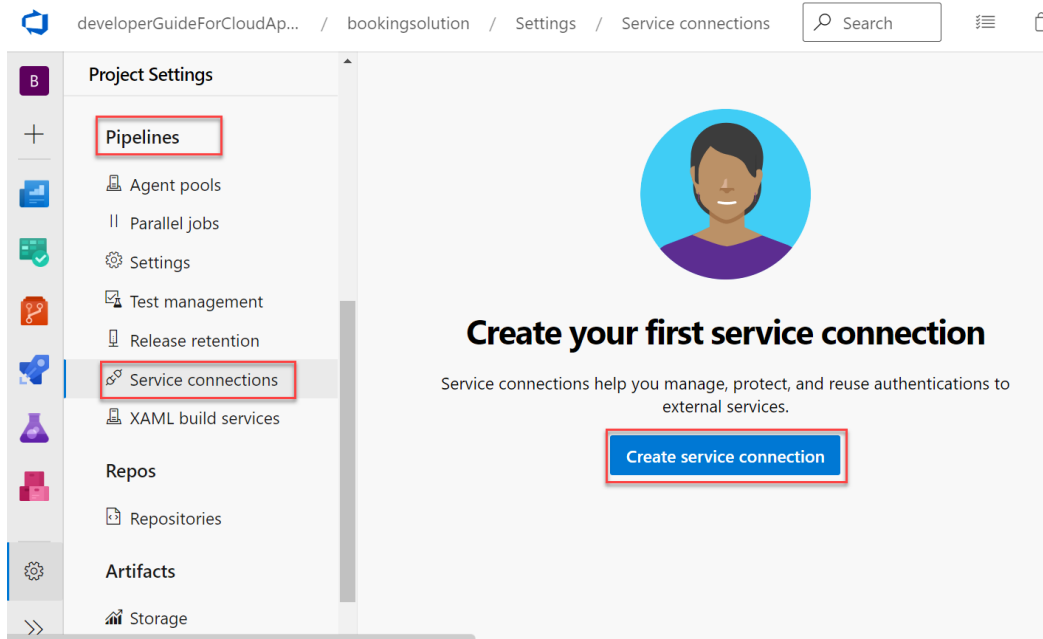 developerGuideForCloudAp... / bookingsolution / Settings / Service connections
Search
B
Project Settings
Pipelines
Agent pools
Parallel jobs
Settings
Test management
Release retention
Service connections
XAML build services
Repos
Repositories
Artifacts
Storage
Create your first service connection
Service connections help you manage, protect, and reuse authentications to
external services.
Create service connection